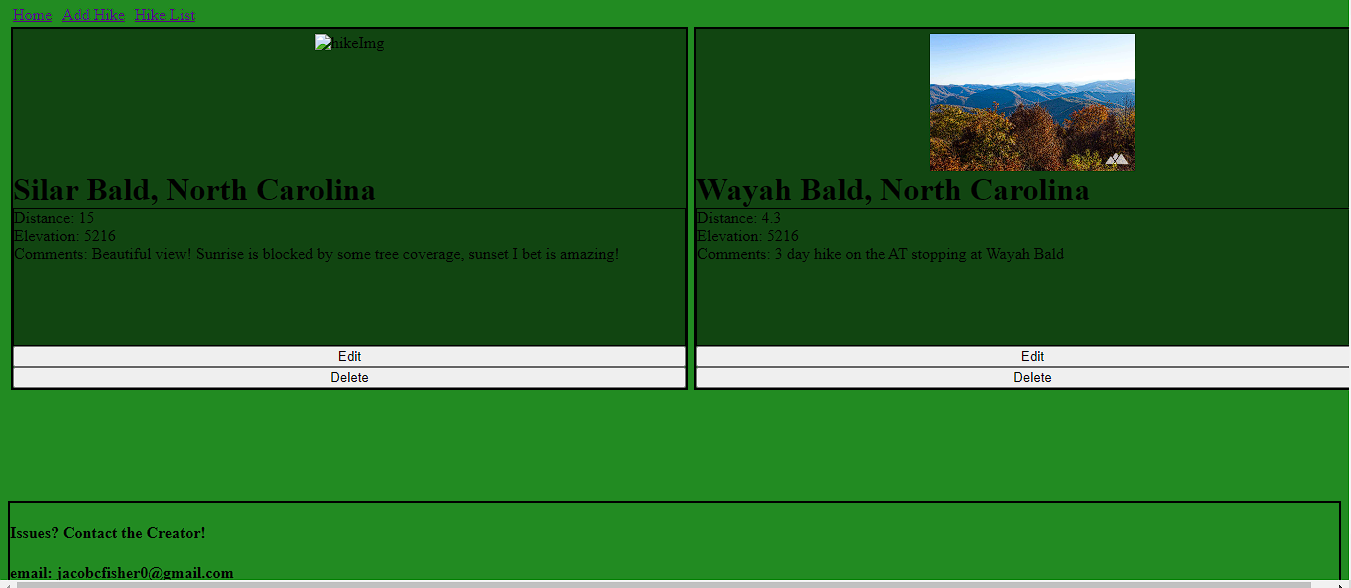 Home Add Hike Hike List
hikeImg
Silar Bald, North Carolina
Distance: 15
Elevation: 5216
Comments: Beautiful view! Sunrise is blocked by some tree coverage, sunset I bet is amazing!
Edit
Delete
Wayah Bald, North Carolina
Distance: 4.3
Elevation: 5216
Comments: 3 day hike on the AT stopping at Wayah Bald
Edit
Delete
Issues? Contact the Creator!
email: jacobcfisher0@gmail.com